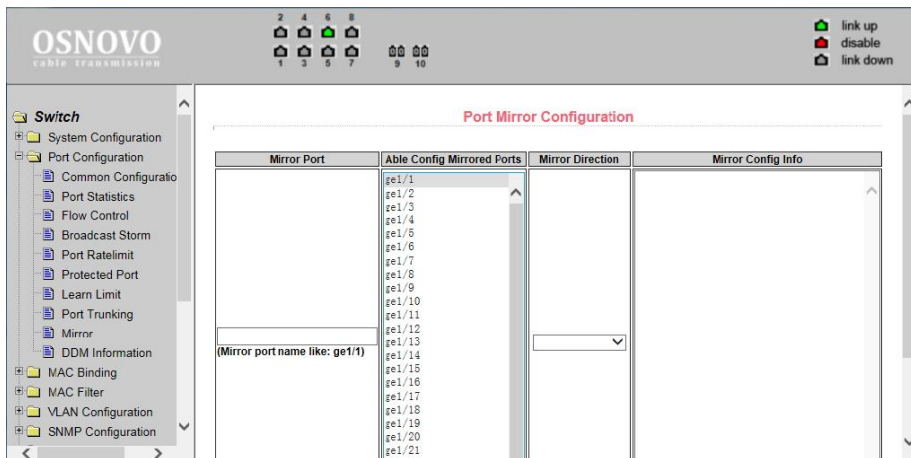 2 4 6 8
OSNOVO
cable transmission
1 3 5 7 9 10
link up
disable
link down
Switch
System Configuration
Port Configuration
Common Configuratio
Port Statistics
Flow Control
Broadcast Storm
Port Ratelimit
Protected Port
Learn Limit
Port Trunking
Mirror
DDM Information
MAC Binding
MAC Filter
VLAN Configuration
SNMP Configuration
Port Mirror Configuration
Mirror Port
(Mirror port name like: ge1/1)
Able Config Mirrored Ports
ge1/1
ge1/2
ge1/3
ge1/4
ge1/5
ge1/6
ge1/7
ge1/8
ge1/9
ge1/10
ge1/11
ge1/12
ge1/13
ge1/14
ge1/15
ge1/16
ge1/17
ge1/18
ge1/19
ge1/20
ge1/21
Mirror Direction
Mirror Config Info